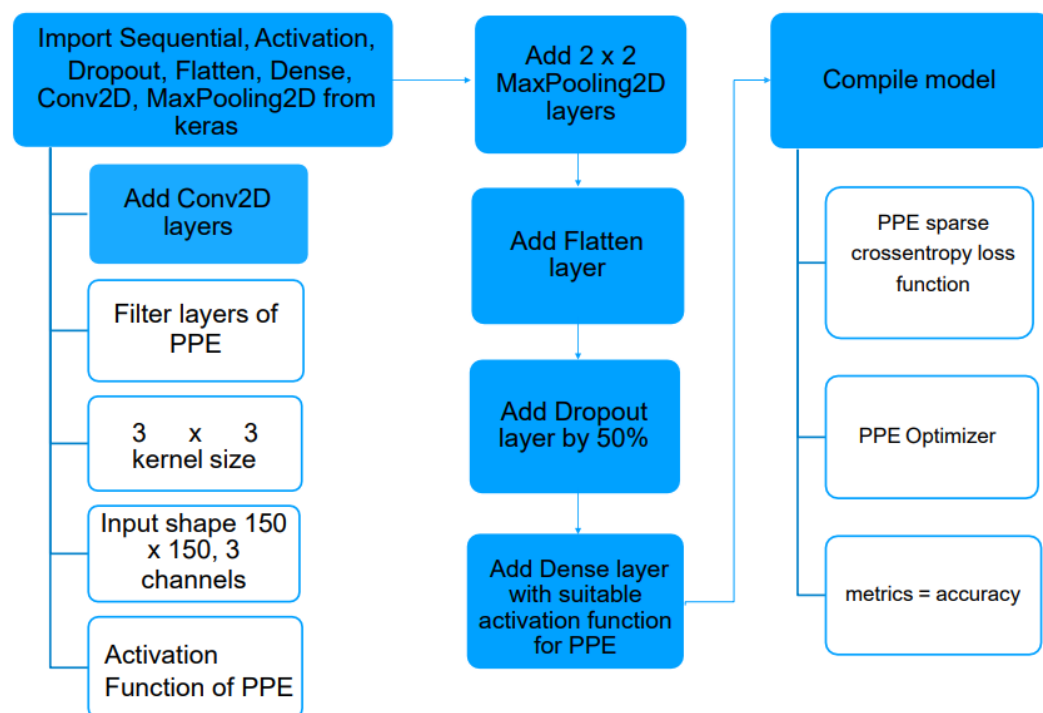 Import Sequential, Activation,
Dropout, Flatten, Dense,
Conv2D, MaxPooling2D from
keras
Add Conv2D
layers
Filter layers of
PPE
3 x 3
kernel size
Input shape 150
x 150, 3
channels
Activation
Function of PPE
Add 2 x 2
MaxPooling2D
layers
Add Flatten
layer
Add Dropout
layer by 50%
Add Dense layer
with suitable
activation function
for PPE
Compile model
PPE sparse
crossentropy loss
function
PPE Optimizer
metrics = accuracy